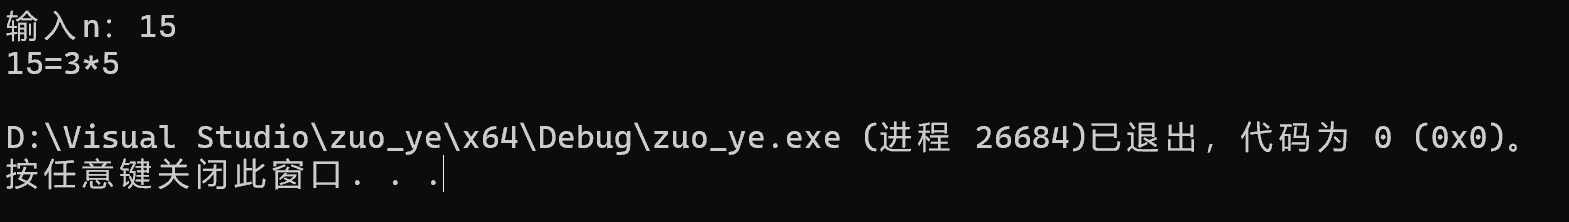 输入n：15
15=3*5
D:\Visual Studio\zuo_ye\x64\Debug\zuo_ye.exe (进程 26684)已退出，代码为 0 (0x0)。
按任意键关闭此窗口. . .